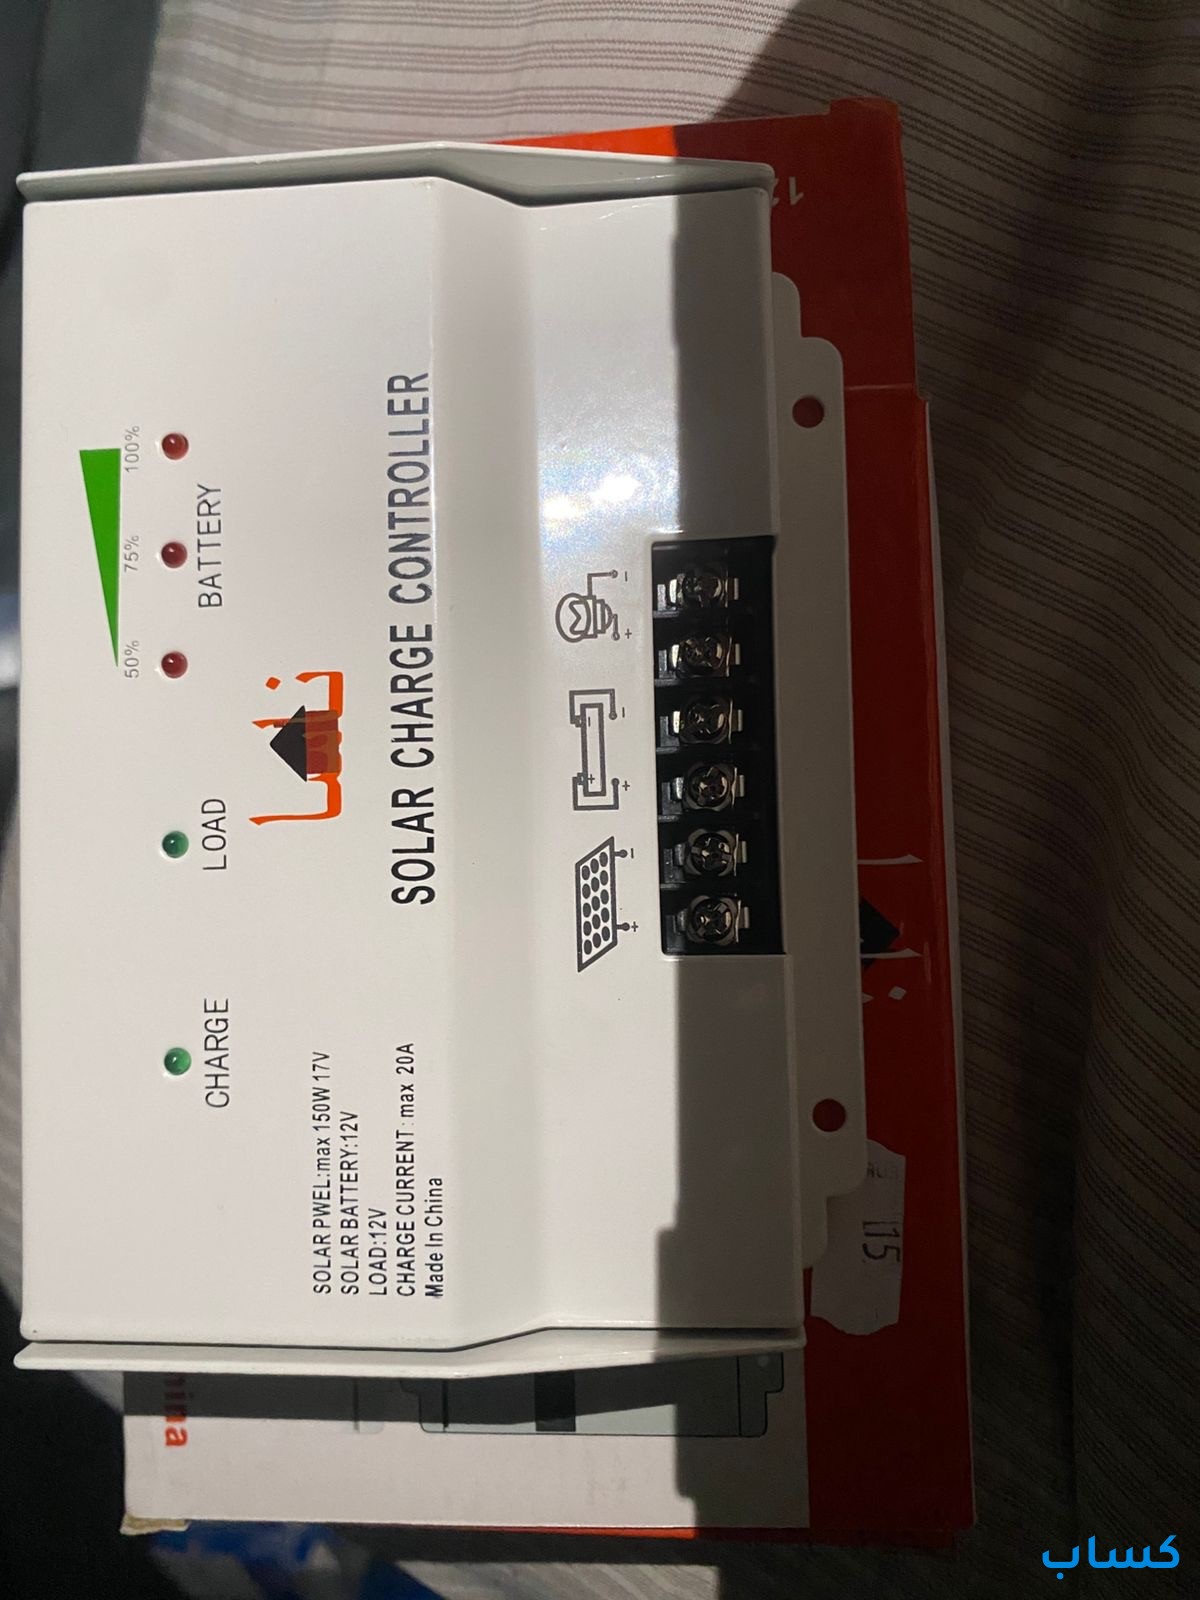 50% 75% 100%
CHARGE LOAD BATTERY
SOLAR CHARGE CONTROLLER
SOLAR PWEL:max 150W 17V
SOLAR BATTERY:12V
LOAD:12V
CHARGE CURRENT: max 20A
Made In China
+ - + - + -
115
كساب